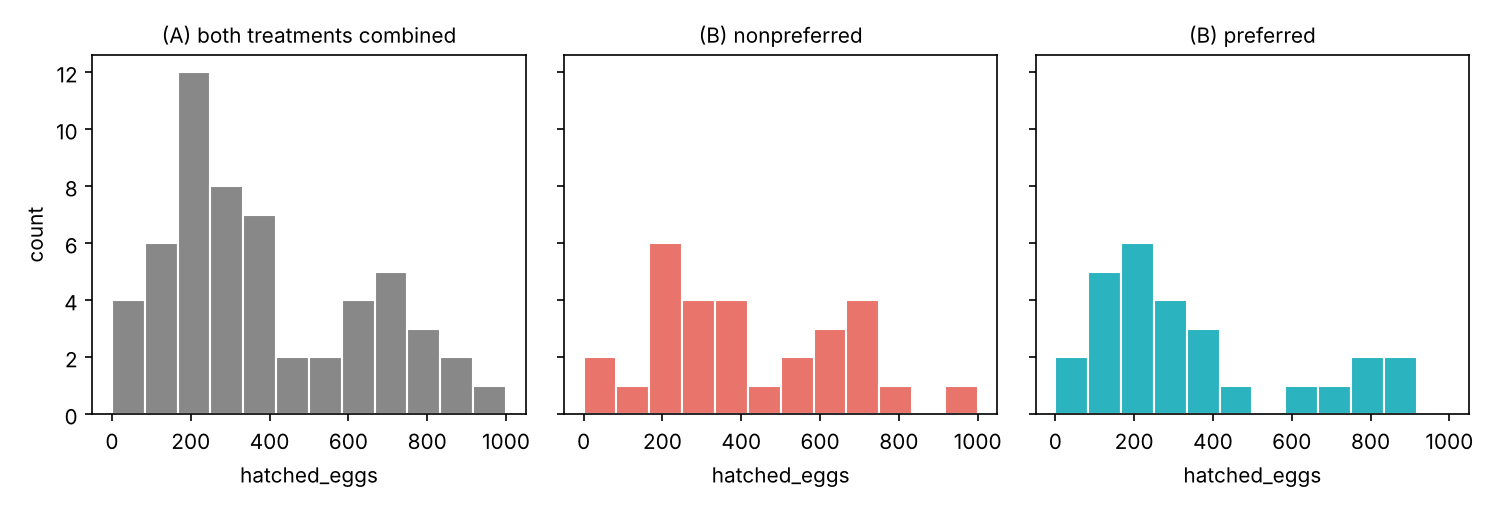 (A) both treatments combined
(B) nonpreferred
(B) preferred
count
12
10
8
6
4
2
0
0 200 400 600 800 1000
0 200 400 600 800 1000
0 200 400 600 800 1000
hatched_eggs
hatched_eggs
hatched_eggs